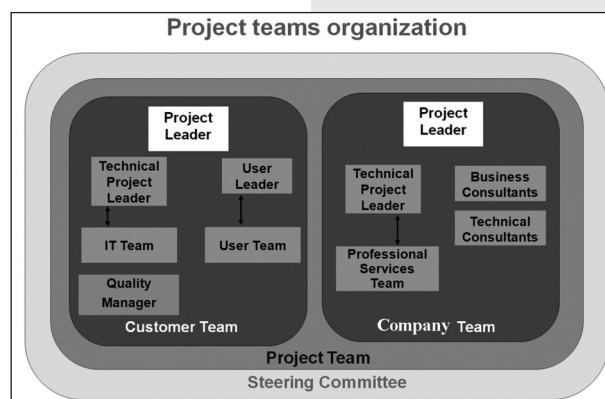 Project teams organization
Project
Leader
Technical
Project
Leader
User
Leader
IT Team
User Team
Quality
Manager
Customer Team
Project
Leader
Technical
Project
Leader
Business
Consultants
Technical
Consultants
Professional
Services
Team
Company Team
Project Team
Steering Committee